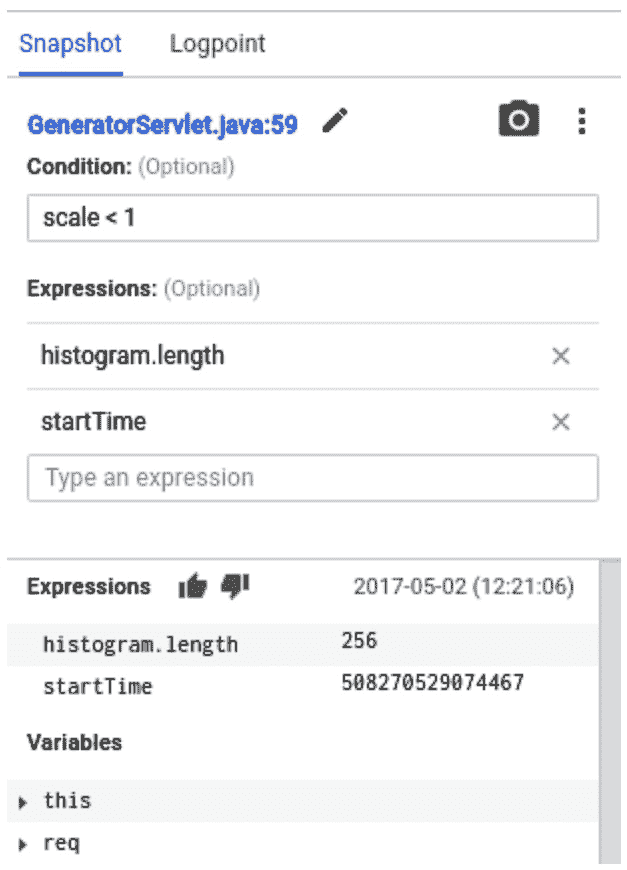 Snapshot Logpoint
GeneratorServlet.java:59
Condition: (Optional)
scale < 1
Expressions: (Optional)
histogram.length
startTime
Type an expression
Expressions 2017-05-02 (12:21:06)
histogram.length 256
startTime 508270529074467
Variables
this
req